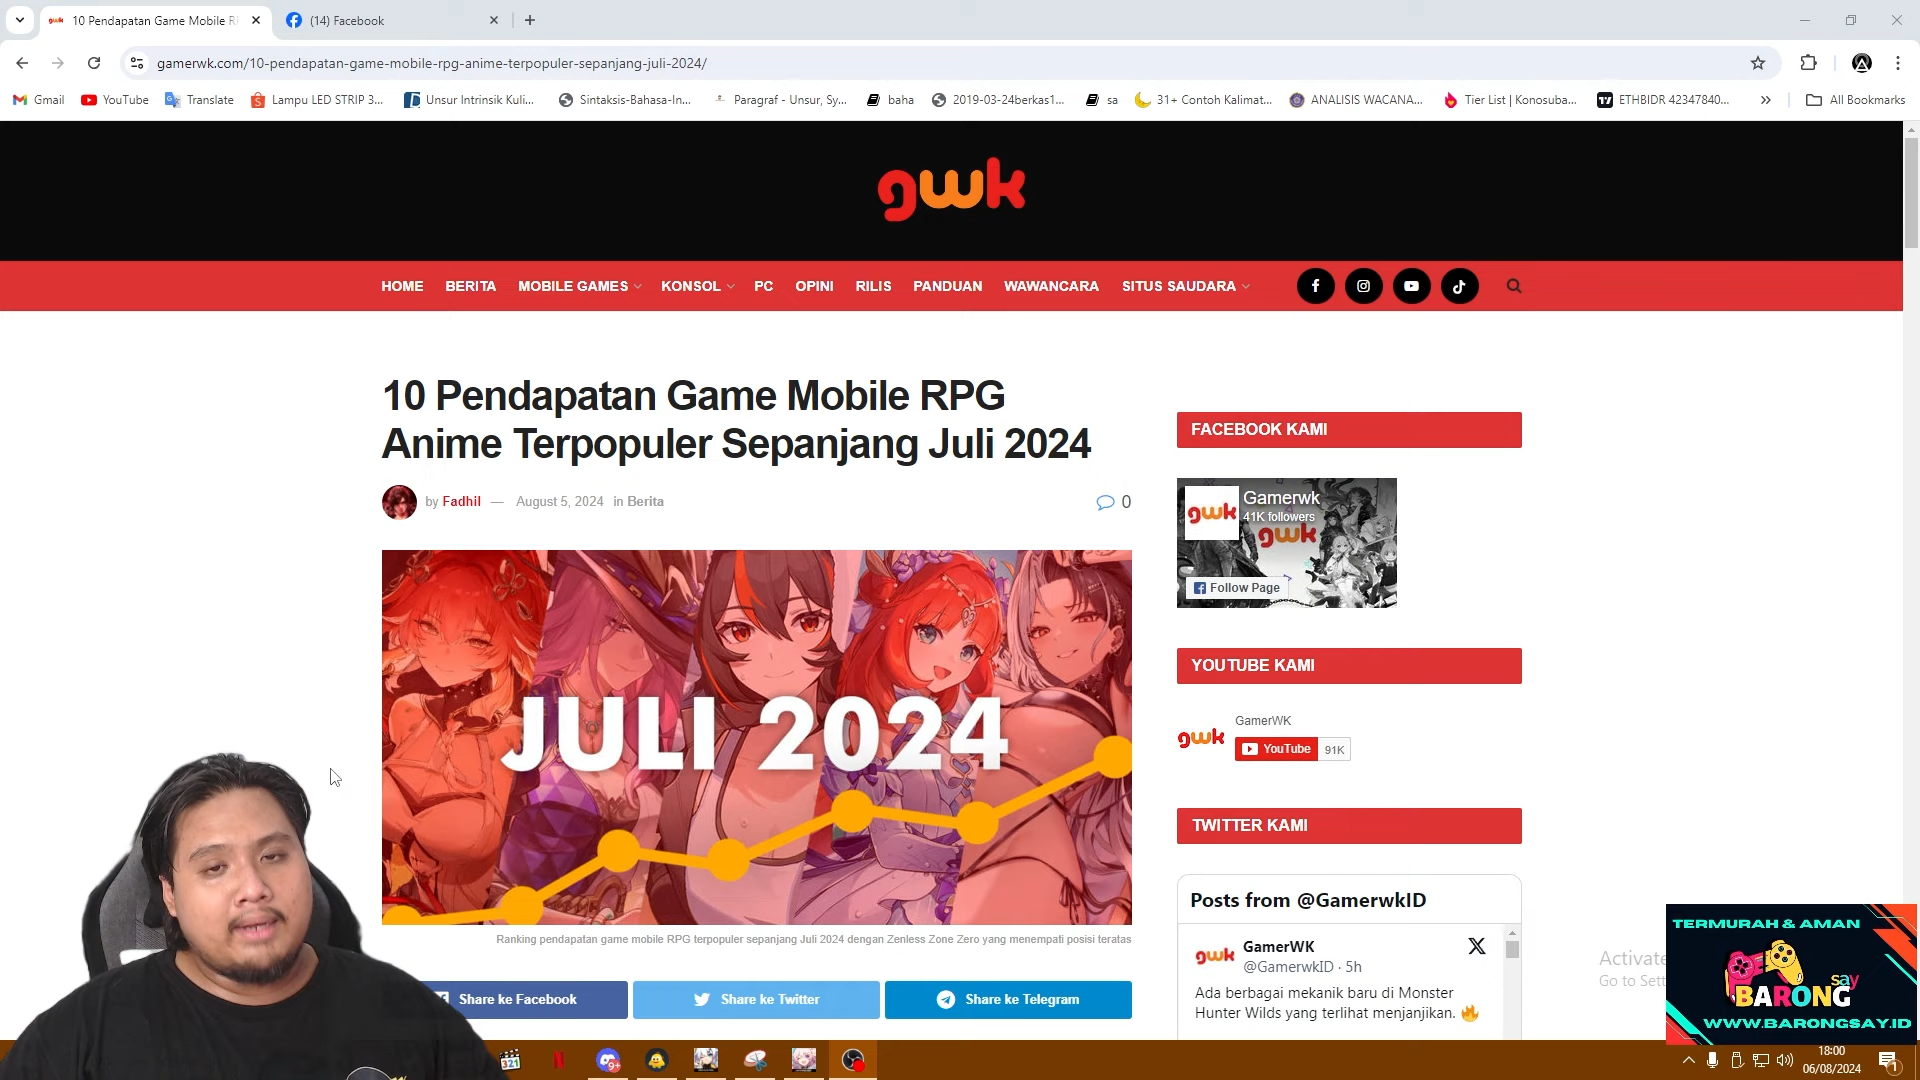 10 Pendapatan Game Mobile R
(14) Facebook
gamerwk.com/10-pendapatan-game-mobile-rpg-anime-terpopuler-sepanjang-juli-2024/
Gmail
YouTube
Translate
Lampu LED STRIP 3...
Unsur Intrinsik Kuli...
Sintaksis-Bahasa-In...
Paragraf - Unsur, Sy...
baha
2019-03-24berkas1...
sa
31+ Contoh Kalimat...
ANALISIS WACANA...
Tier List | Konosuba...
ETHBIDR 42347840...
All Bookmarks
gwk
HOME
BERITA
MOBILE GAMES
KONSOL
PC
OPINI
RILIS
PANDUAN
WAWANCARA
SITUS SAUDARA
10 Pendapatan Game Mobile RPG
Anime Terpopuler Sepanjang Juli 2024
by Fadhil — August 5, 2024 in Berita
0
JULI 2024
Ranking pendapatan game mobile RPG terpopuler sepanjang Juli 2024 dengan Zenless Zone Zero yang menempati posisi teratas
Share ke Facebook
Share ke Twitter
Share ke Telegram
FACEBOOK KAMI
gwk
Gamerwk
41K followers
gwk
Follow Page
YOUTUBE KAMI
gwk
GamerWK
YouTube
91K
TWITTER KAMI
Posts from @GamerwkID
gwk
GamerWK
@GamerwkID · 5h
Ada berbagai mekanik baru di Monster
Hunter Wilds yang terlihat menjanjikan. 🔥
Activate
Go to Sett
TERMURAH & AMAN
BARONG
say
WWW.BARONGSAY.ID
321
9+
18:00
06/08/2024
1